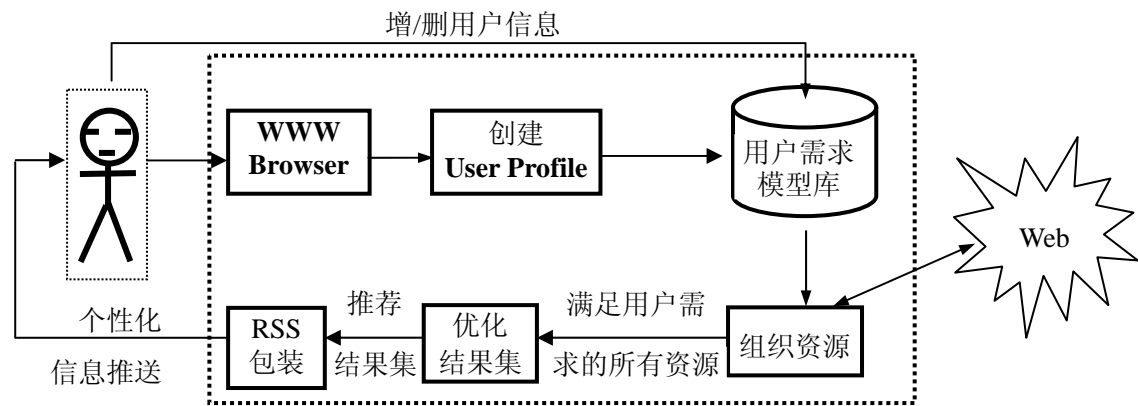 增/删用户信息
WWW
Browser
创建
User Profile
用户需求
模型库
Web
个性化
信息推送
RSS
包装
推荐
结果集
优化
结果集
满足用户需
求的所有资源
组织资源